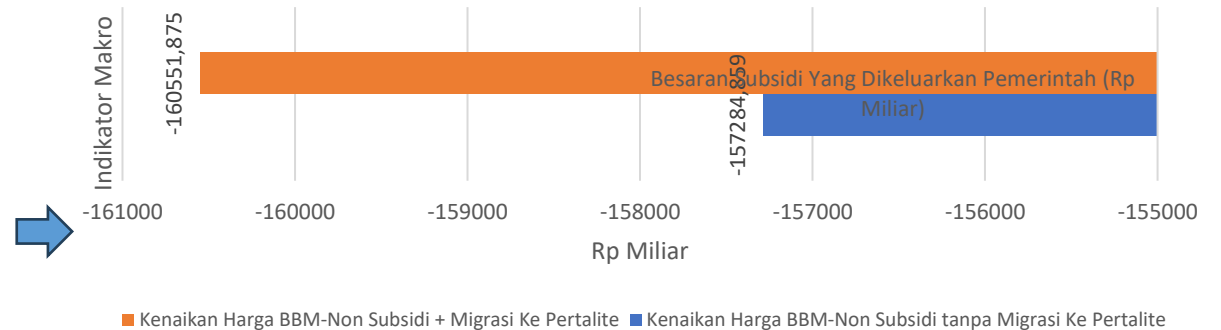 Indikator Makro
-160551,875
-157284,859
Besaran Subsidi Yang Dikeluarkan Pemerintah (Rp
Miliar)
-161000 -160000 -159000 -158000 -157000 -156000 -155000
Rp Miliar
Kenaikan Harga BBM-Non Subsidi + Migrasi Ke Pertalite Kenaikan Harga BBM-Non Subsidi tanpa Migrasi Ke Pertalite